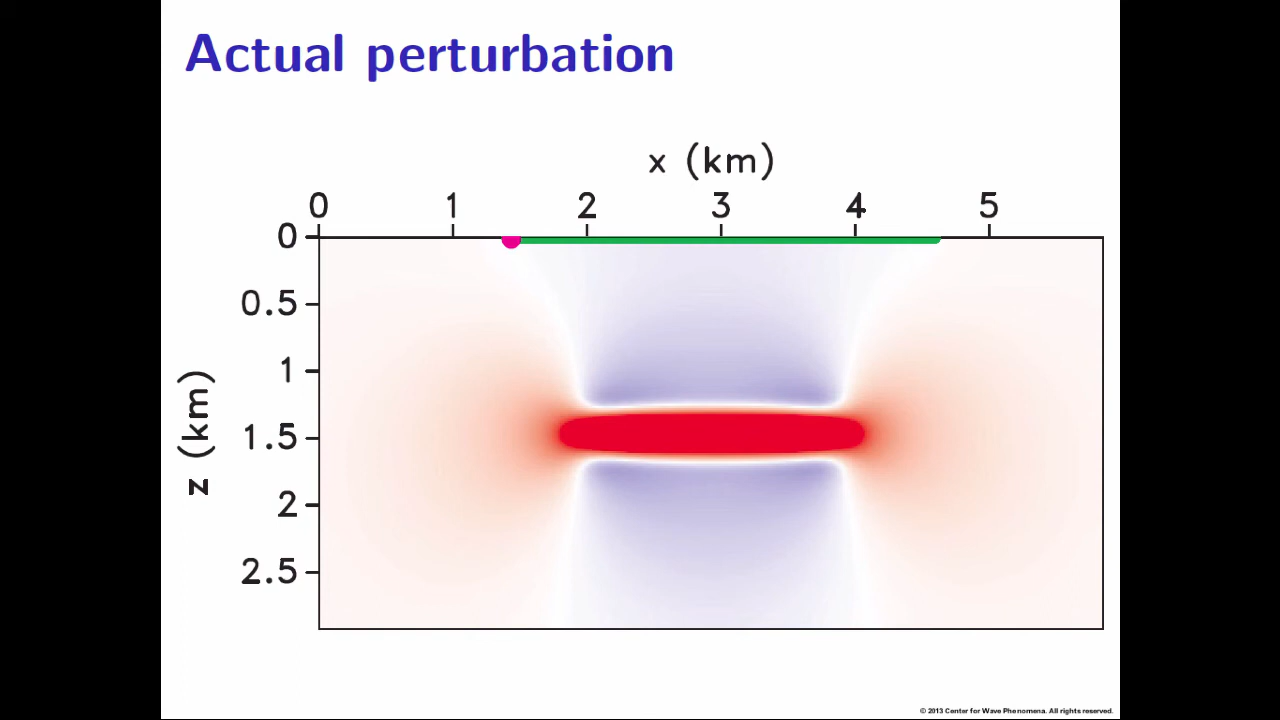 Actual perturbation
x (km)
0 1 2 3 4 5
0
0.5
1
1.5
2
2.5
z (km)
© 2013 Center for Wave Phenomena. All rights reserved.